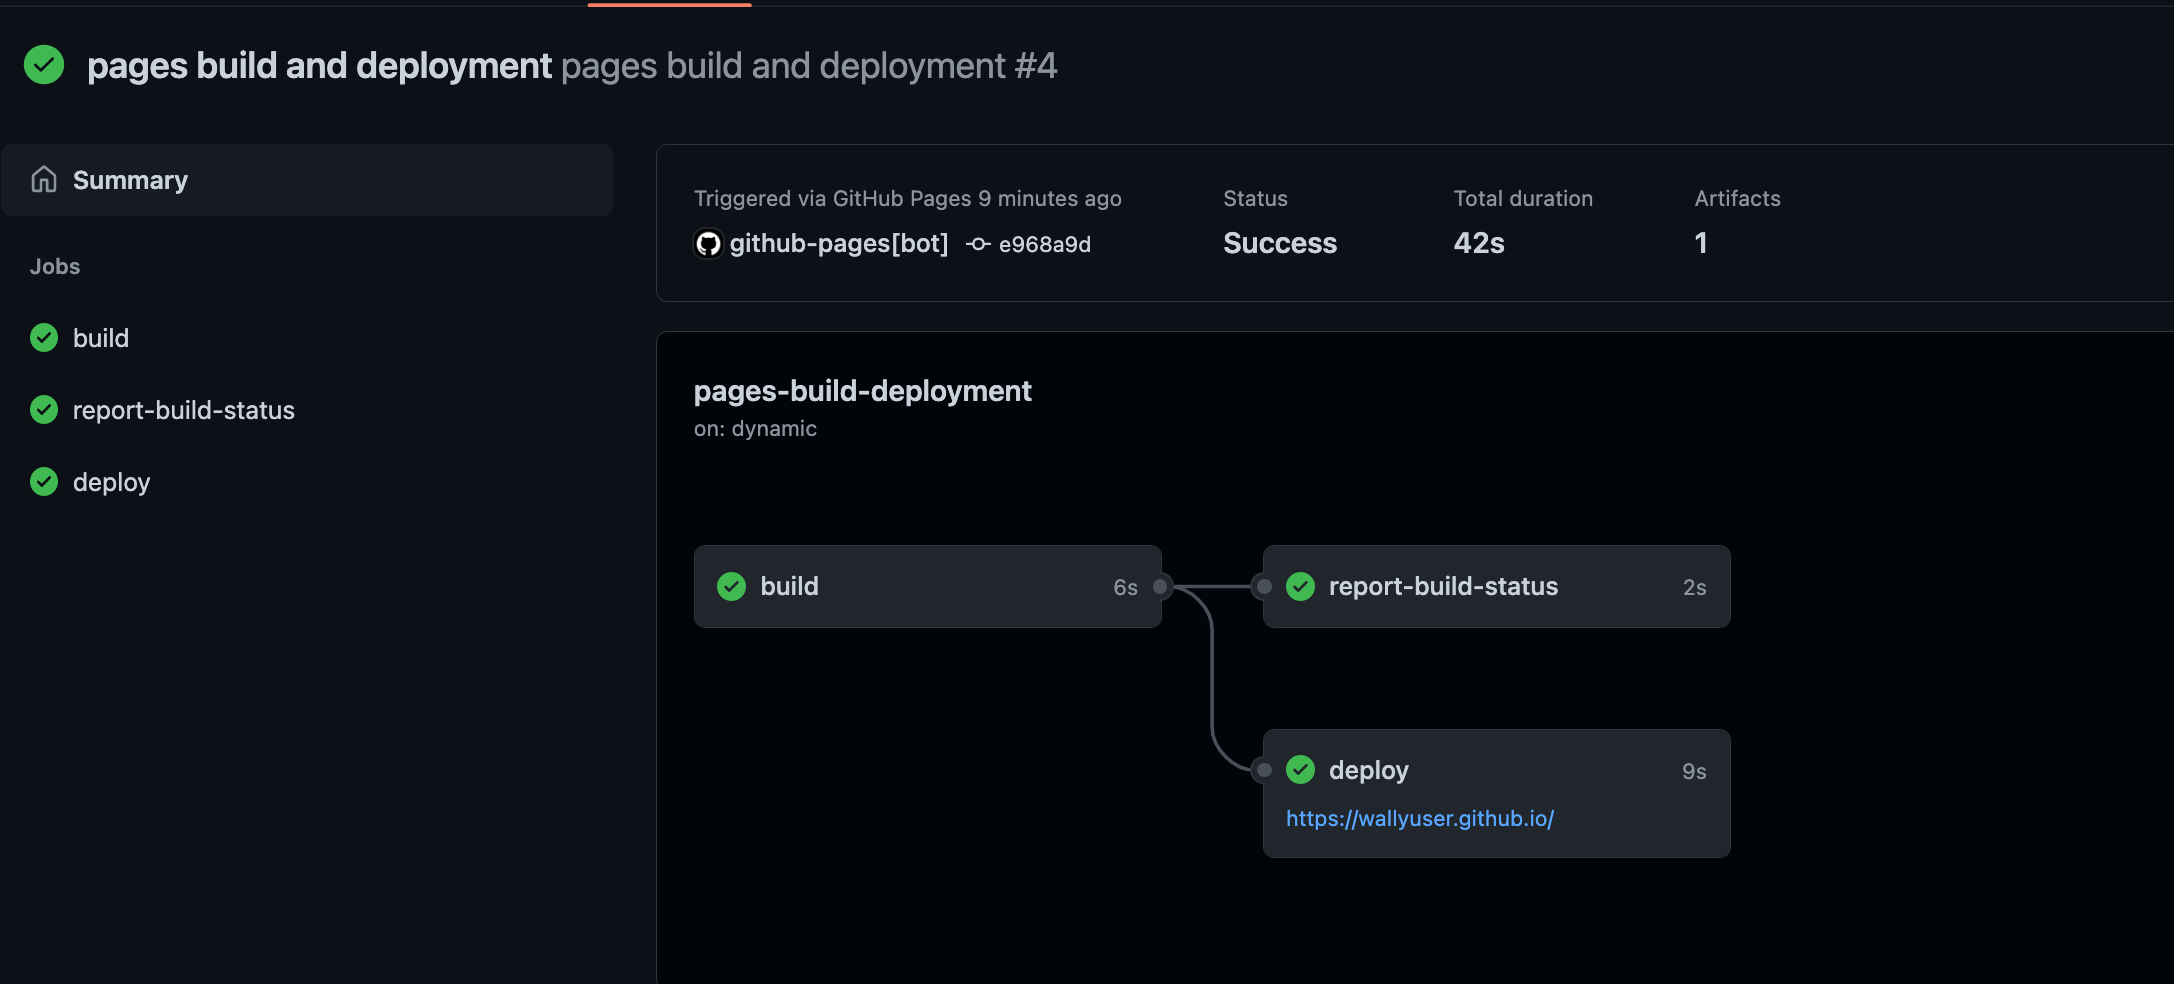 pages build and deployment pages build and deployment #4
Summary
Jobs
build
report-build-status
deploy
Triggered via GitHub Pages 9 minutes ago
github-pages[bot] e968a9d
Status
Success
Total duration
42s
Artifacts
1
pages-build-deployment
on: dynamic
build 6s
report-build-status 2s
deploy 9s
https://wallyuser.github.io/